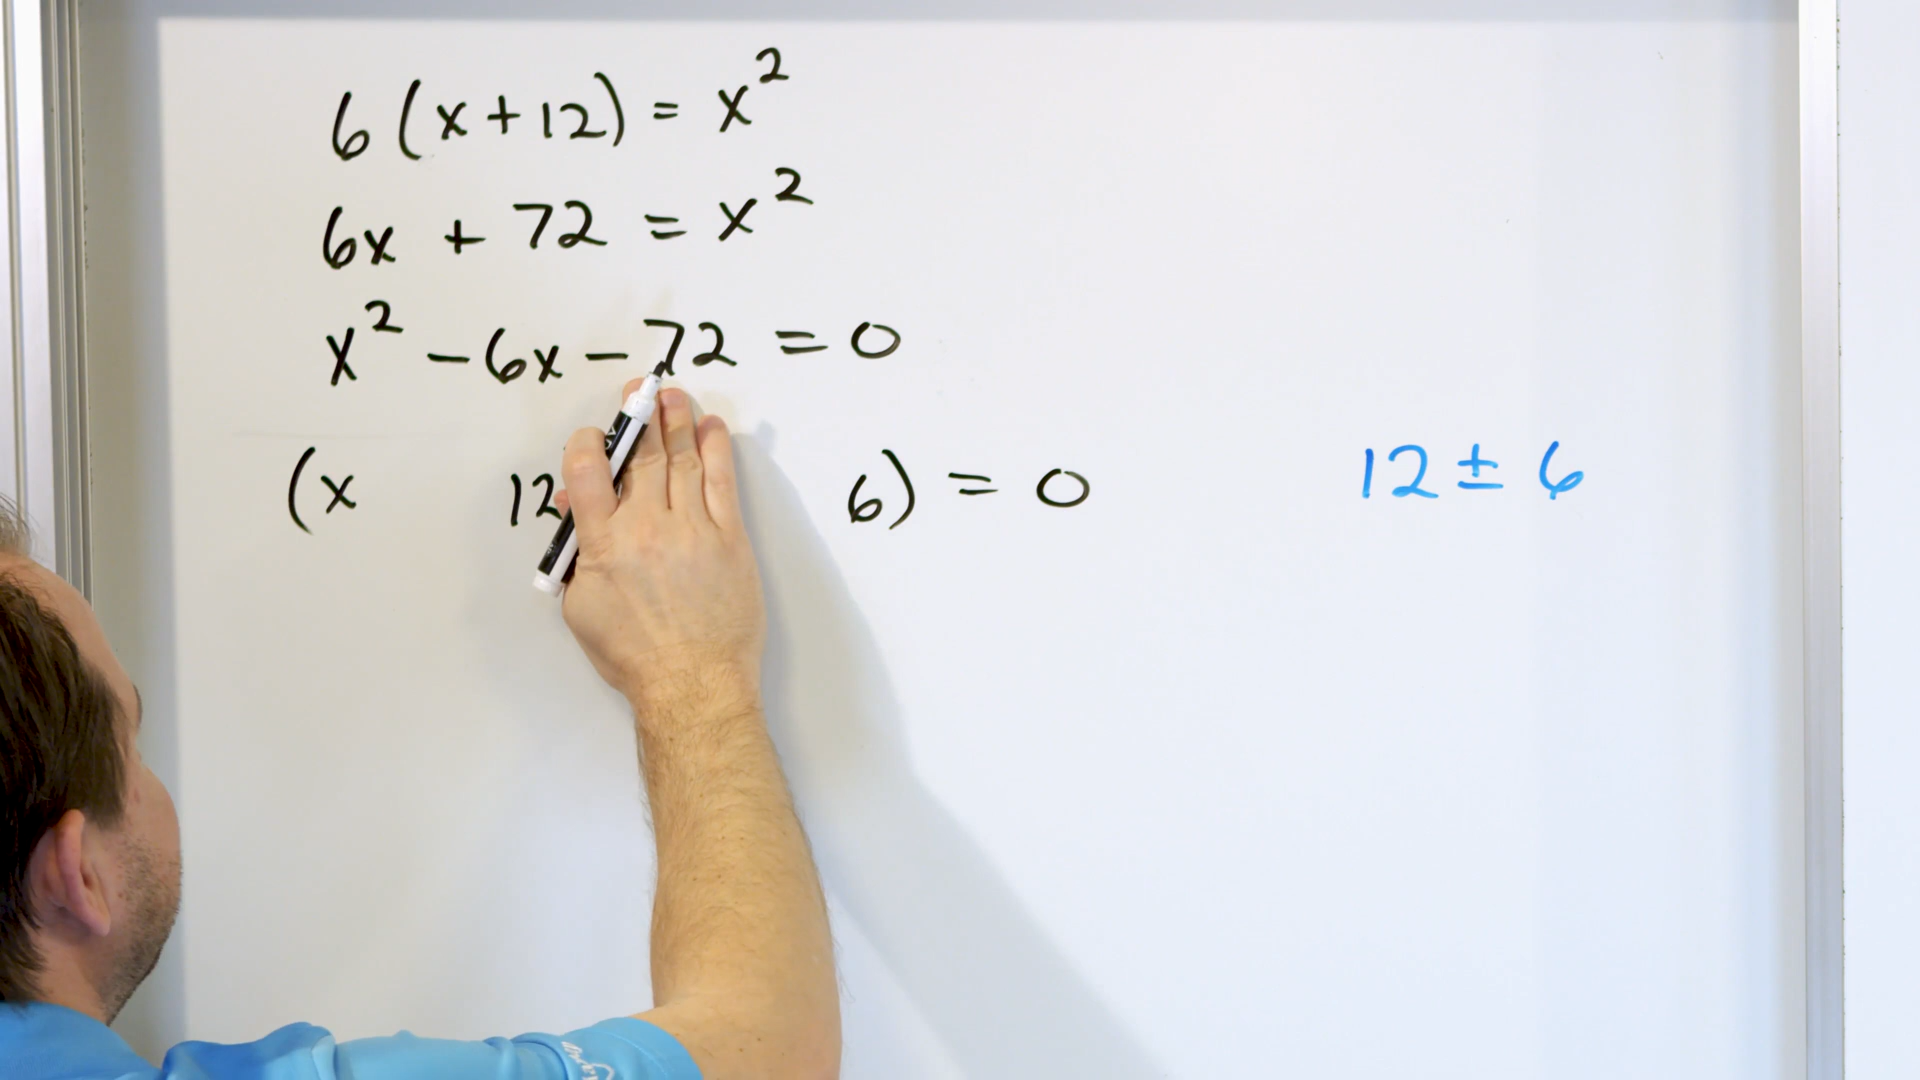 6(x+12) = x²
6x + 72 = x²
x² - 6x - 72 = 0
(x 12 6) = 0
12 ± 6